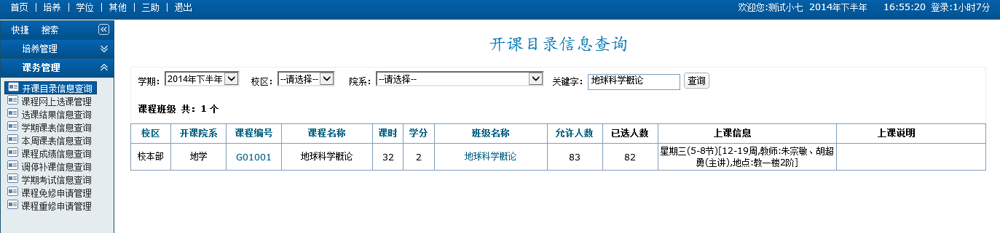 首页 | 培养 | 学位 | 其他 | 三助 | 退出 欢迎您:测试小七 2014年下半年 16:55:20 登录:1小时7分
快捷 搜索
培养管理
课务管理
开课目录信息查询
课程网上选课管理
选课结果信息查询
学期课表信息查询
本周课表信息查询
课程成绩信息查询
调停补课信息查询
学期考试信息查询
课程免修申请管理
课程重修申请管理
开课目录信息查询
学期: 2014年下半年 校区: --请选择-- 院系: --请选择-- 关键字: 地球科学概论 查询
课程班级 共: 1 个
校区 开课院系 课程编号 课程名称 课时 学分 班级名称 允许人数 已选人数 上课信息 上课说明
校本部 地学 G01001 地球科学概论 32 2 地球科学概论 83 82 星期三(5-8节)[12-19周,教师:朱宗敏、胡超
勇(主讲),地点:教一楼2阶]